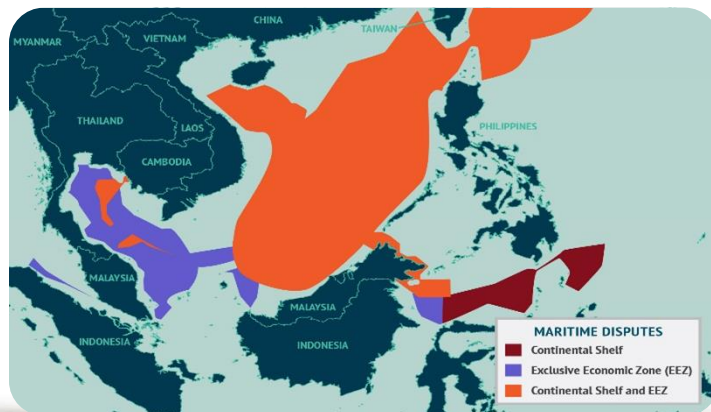 CHINA
TAIWAN
MYANMAR
VIETNAM
THAILAND
LAOS
PHILIPPINES
CAMBODIA
MALAYSIA
MALAYSIA
INDONESIA
INDONESIA
MARITIME DISPUTES
Continental Shelf
Exclusive Economic Zone (EEZ)
Continental Shelf and EEZ